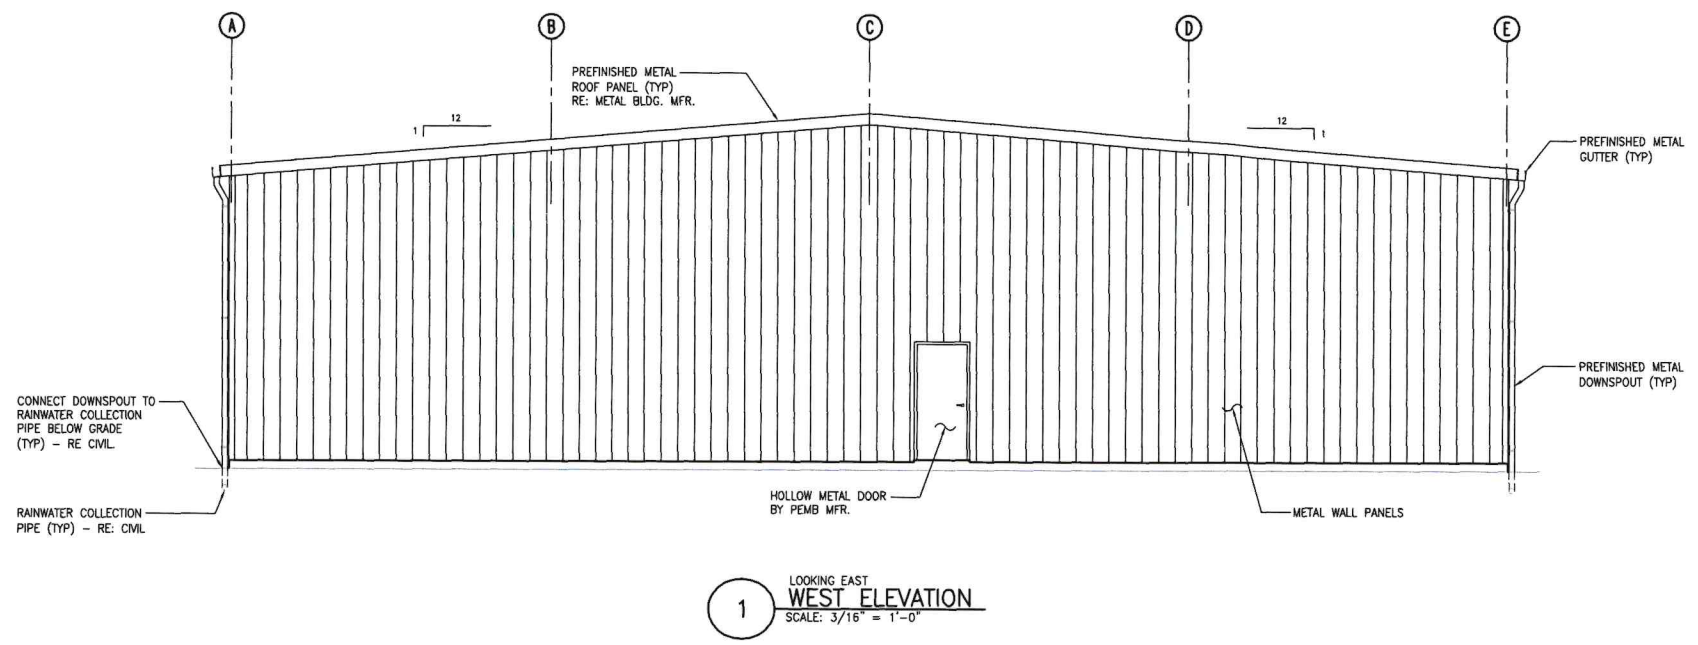 A
B
C
D
E
PREFINISHED METAL
ROOF PANEL (TYP)
RE: METAL BLDG. MFR.
12
1
12
1
PREFINISHED METAL
GUTTER (TYP)
PREFINISHED METAL
DOWNSPOUT (TYP)
CONNECT DOWNSPOUT TO
RAINWATER COLLECTION
PIPE BELOW GRADE
(TYP) – RE CIVIL
RAINWATER COLLECTION
PIPE (TYP) – RE: CIVIL
HOLLOW METAL DOOR
BY PEMB MFR.
METAL WALL PANELS
1
LOOKING EAST
WEST ELEVATION
SCALE: 3/16" = 1'-0"